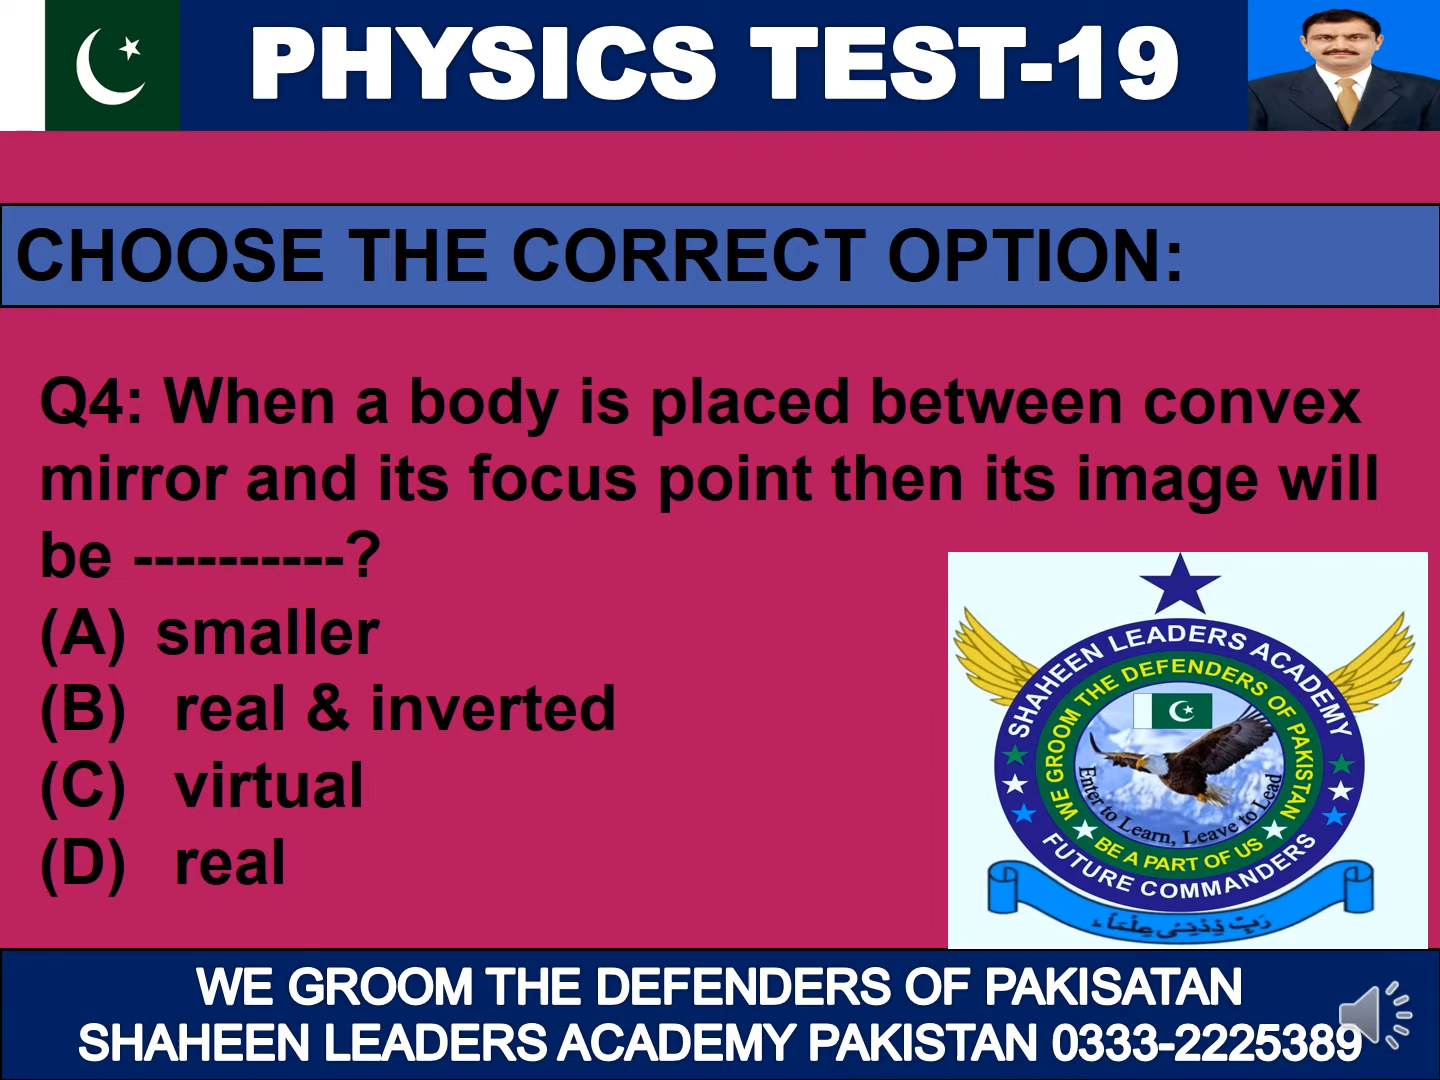 PHYSICS TEST-19
CHOOSE THE CORRECT OPTION:
Q4: When a body is placed between convex
mirror and its focus point then its image will
be ----------?
(A) smaller
(B) real & inverted
(C) virtual
(D) real
SHAHEEN LEADERS ACADEMY
WE GROOM THE DEFENDERS OF PAKISTAN
Enter to Learn, Leave to Lead
BE A PART OF US
FUTURE COMMANDERS
رَبِّ زِدْنِي عِلْمًا
WE GROOM THE DEFENDERS OF PAKISATAN
SHAHEEN LEADERS ACADEMY PAKISTAN 0333-2225389